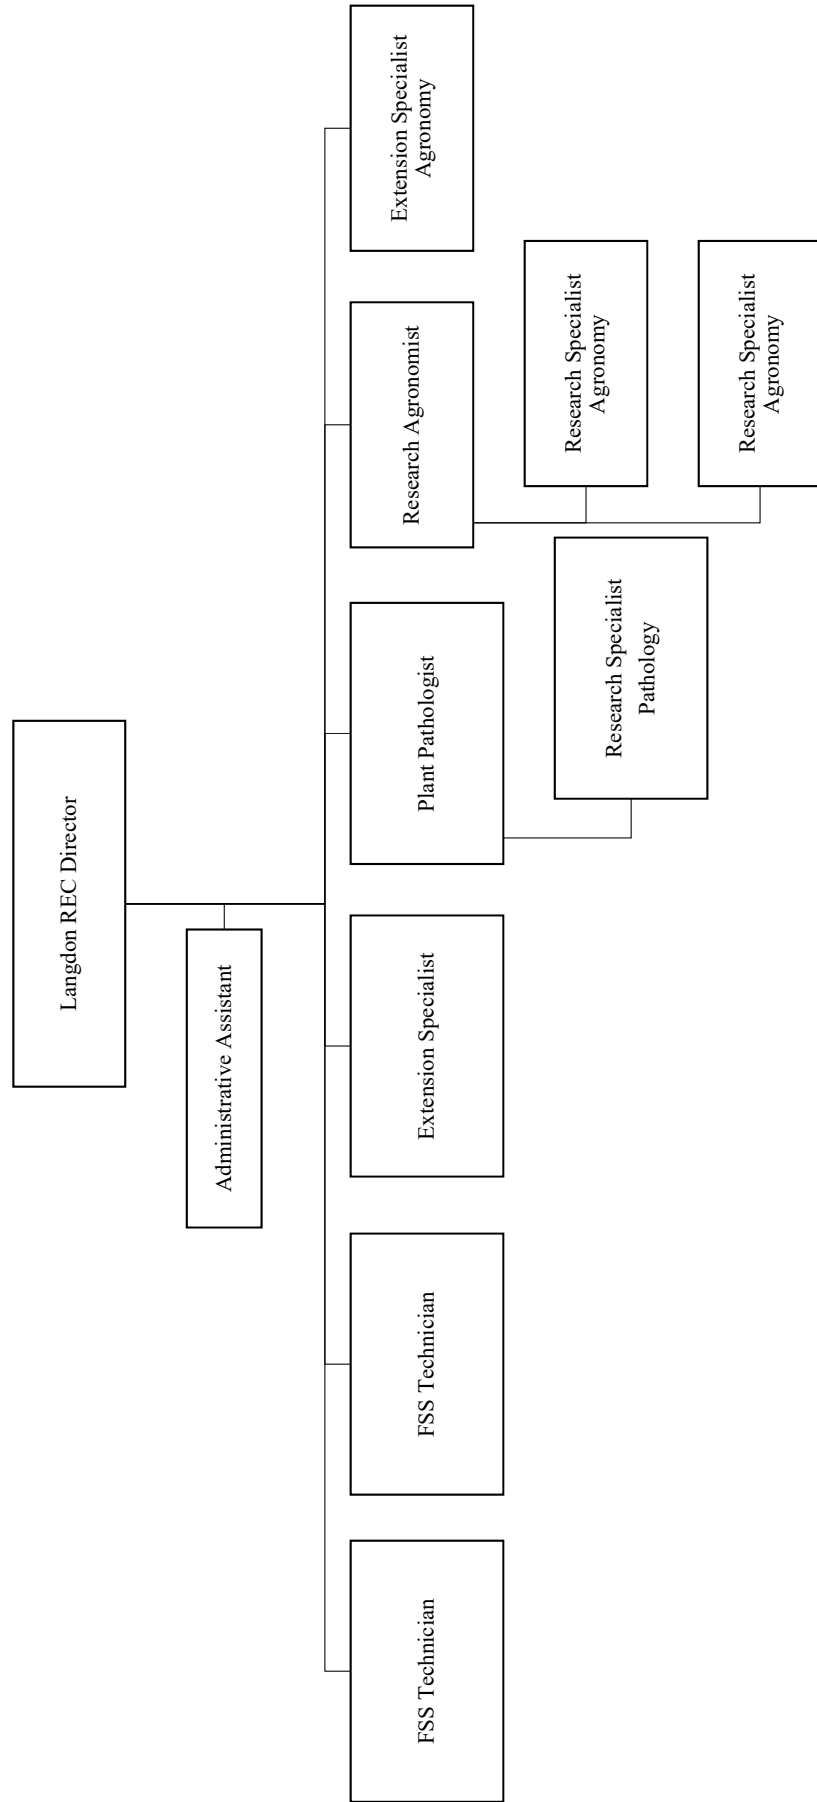 Langdon REC Director
Administrative Assistant
FSS Technician
FSS Technician
Extension Specialist
Plant Pathologist
Research Specialist
Pathology
Research Agronomist
Research Specialist
Agronomy
Research Specialist
Agronomy
Extension Specialist
Agronomy